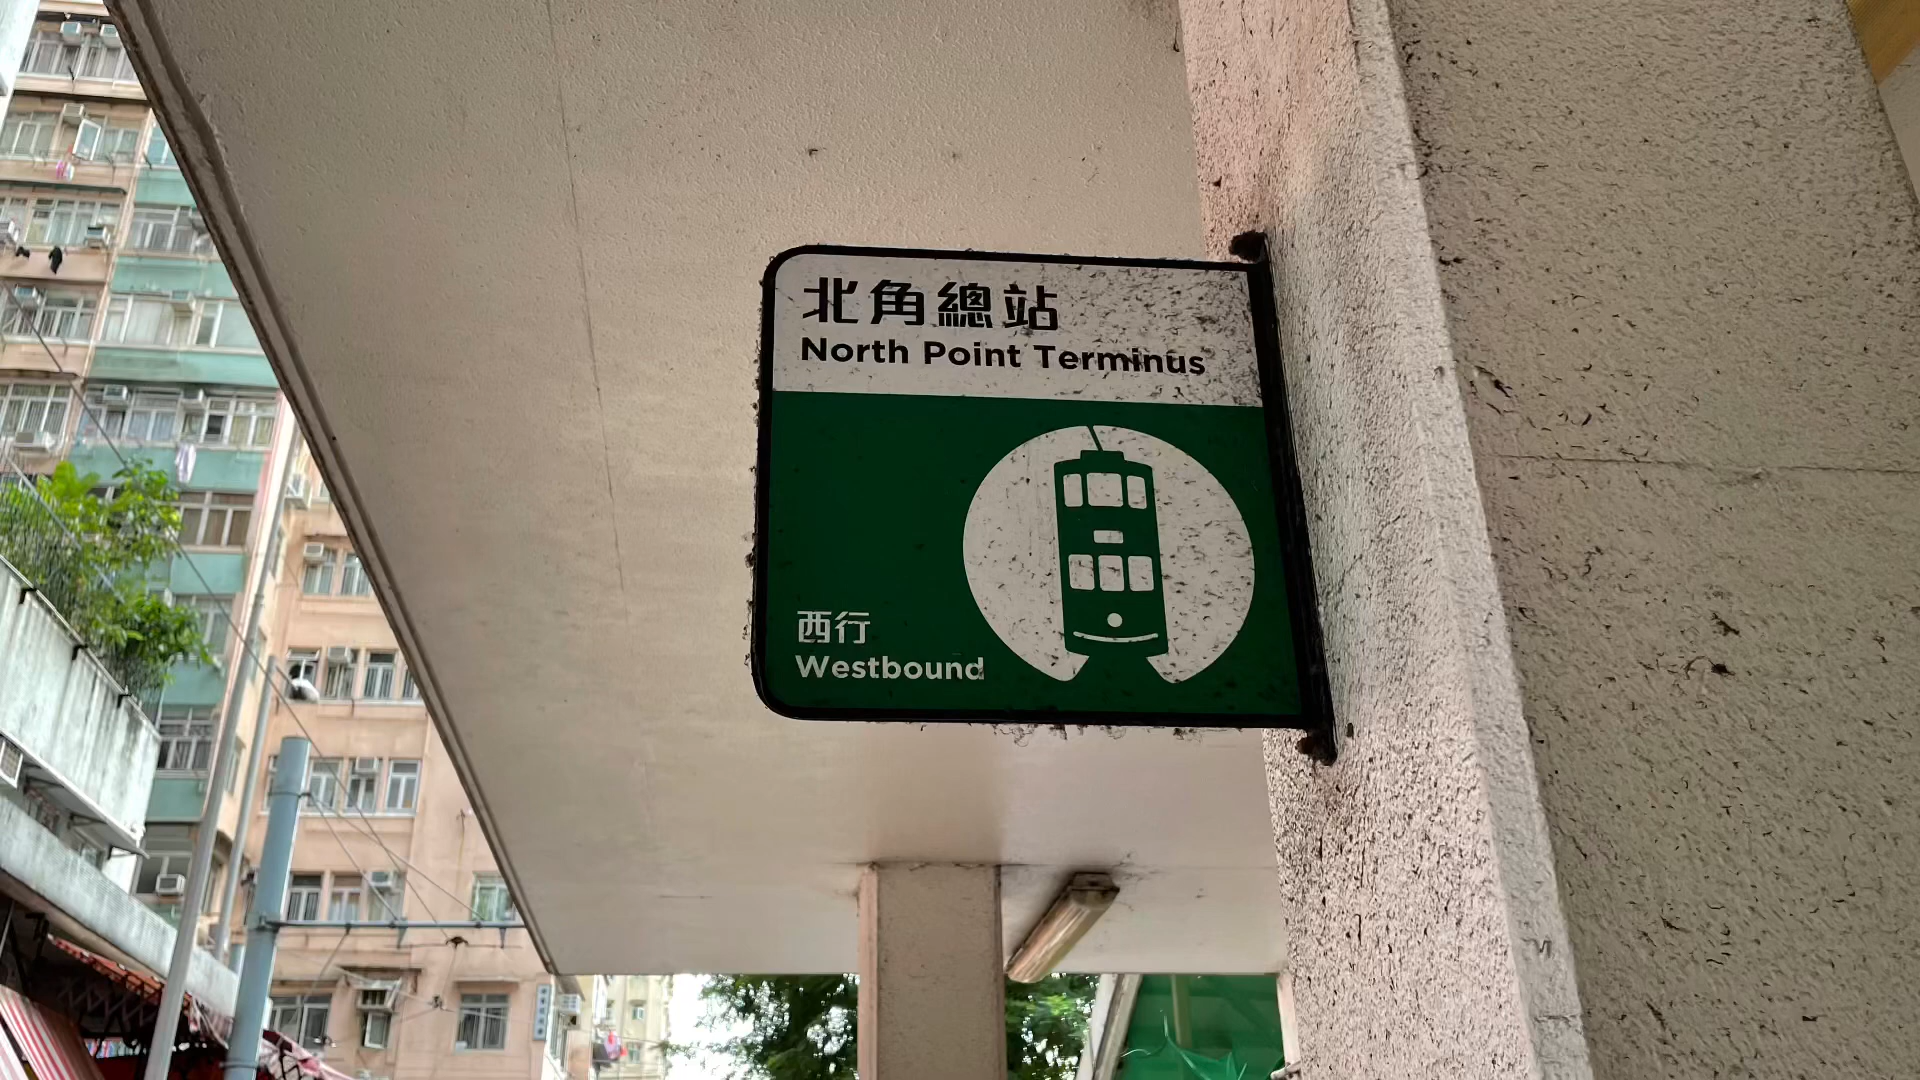 北角總站
North Point Terminus
西行
Westbound